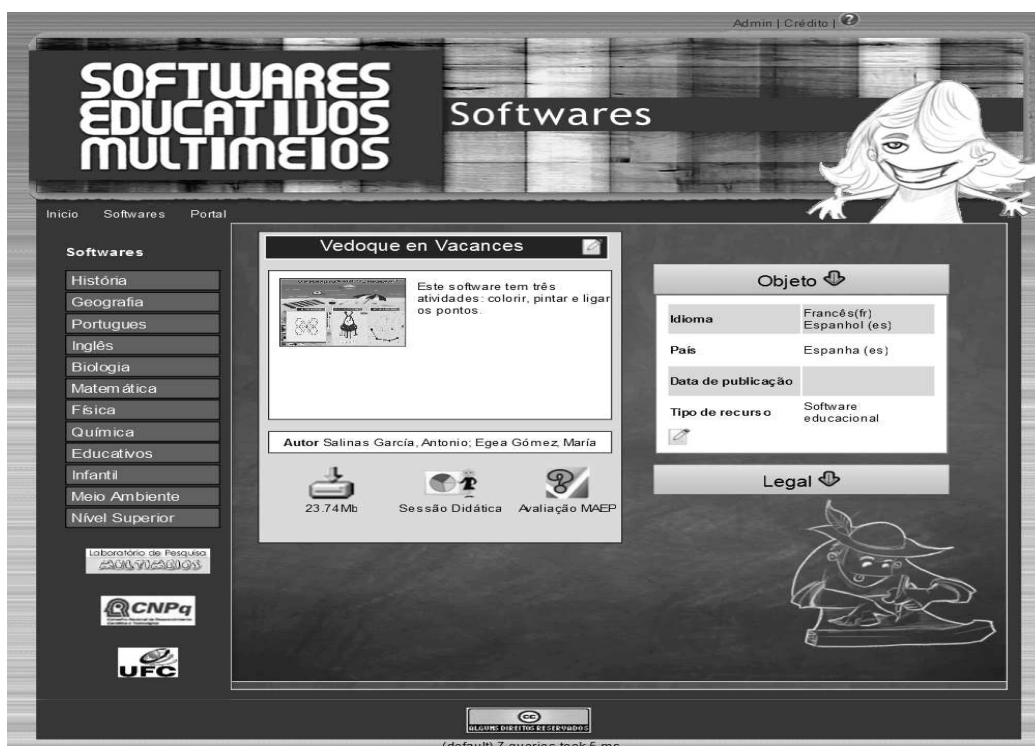 Admin | Crédito | ?
SOFTWARES
EDUCATIVOS
MULTIMEIOS
Softwares
Inicio Softwares Portal
Softwares
História
Geografia
Portugues
Inglês
Biologia
Matemática
Física
Química
Educativos
Infantil
Meio Ambiente
Nível Superior
Laboratório de Pesquisa
MULTIMEIOS
CNPq
UFC
Vedoque en Vacances
Este software tem três
atividades: colorir, pintar e ligar
os pontos.
Autor Salinas García, Antonio; Egea Gómez, María
23.74Mb Sessão Didática Avaliação MAEP
Objeto
Idioma Francês(fr)
Espanhol (es)
País Espanha (es)
Data de publicação
Tipo de recurso Software
educacional
Legal
cc
ALGUNS DIREITOS RESERVADOS
(default) 7 queries took 5 ms